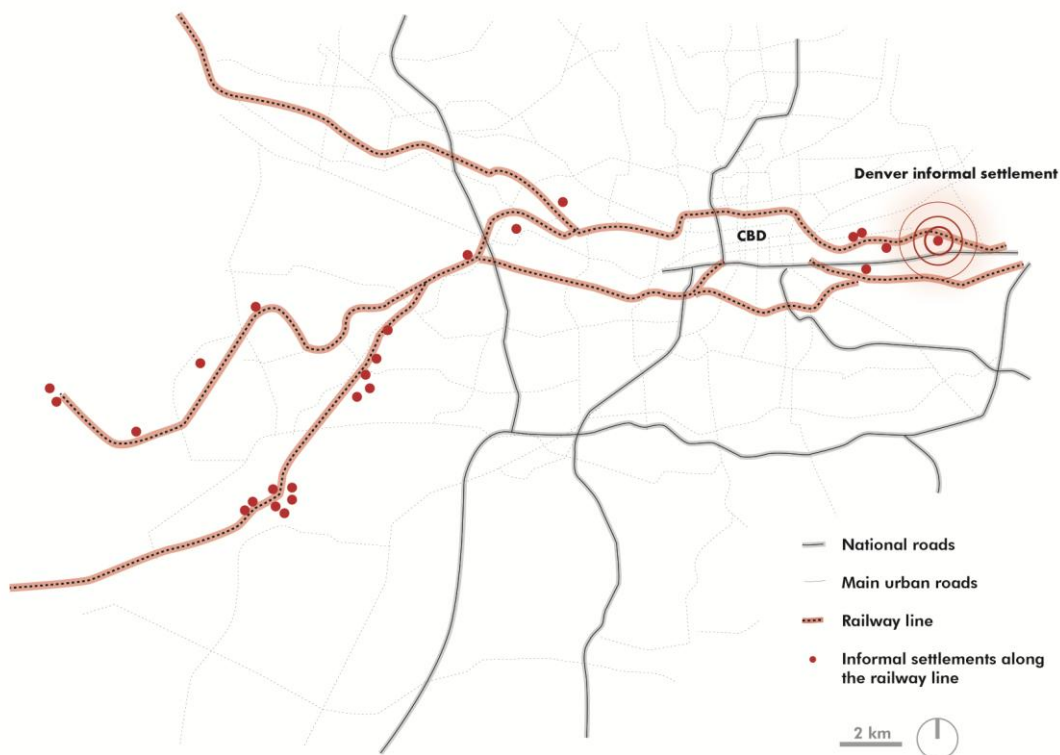 Denver informal settlement
CBD
National roads
Main urban roads
Railway line
Informal settlements along
the railway line
2 km